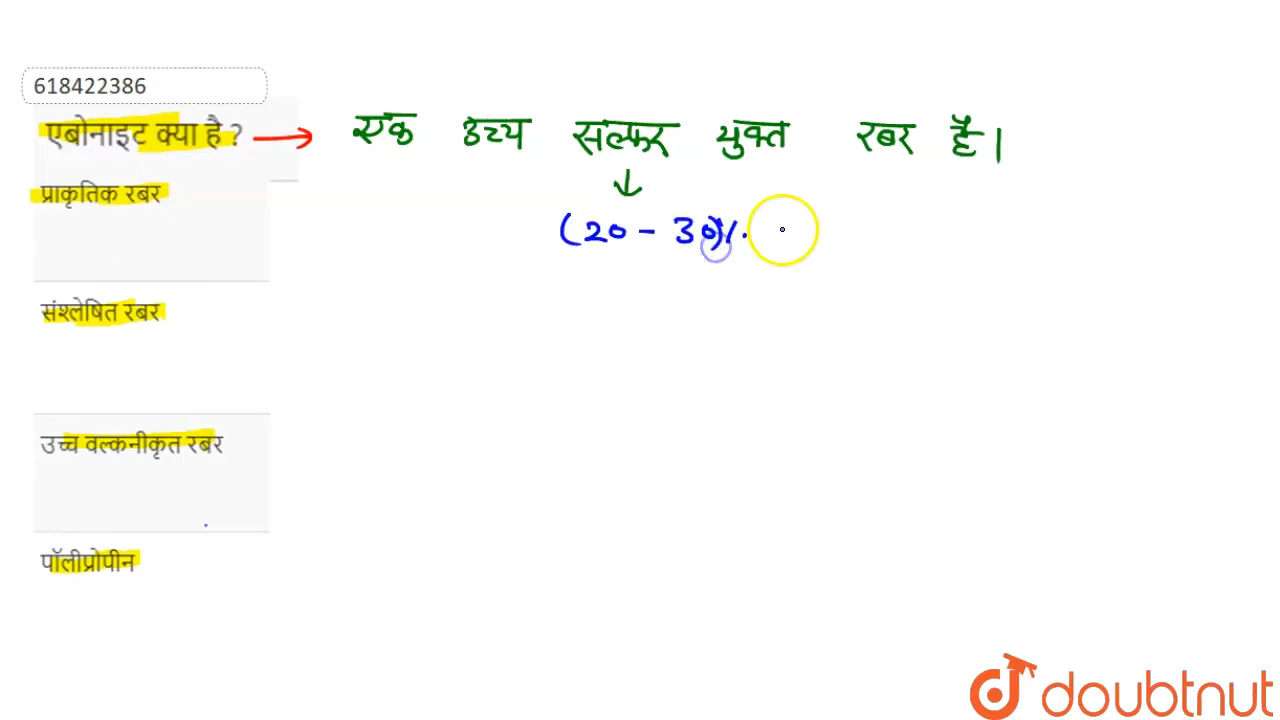 618422386
एबोनाइट क्या है ? → एक उच्य सल्फर युक्त रबर है।
↓
(20 - 30)%.
प्राकृतिक रबर
संश्लेषित रबर
उच्च वल्कनीकृत रबर
पॉलीप्रोपीन
doubtnut